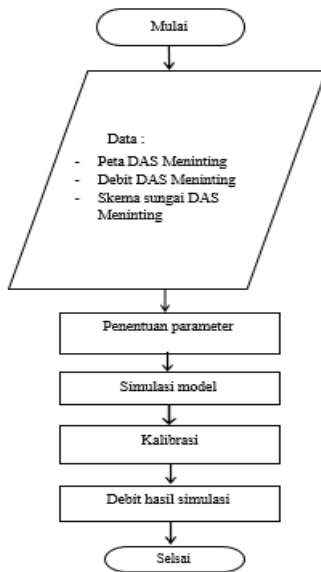 Mulai
Data :
- Peta DAS Meninting
- Debit DAS Meninting
- Skema sungai DAS
Meninting
Penentuan parameter
Simulasi model
Kalibrasi
Debit hasil simulasi
Selsai